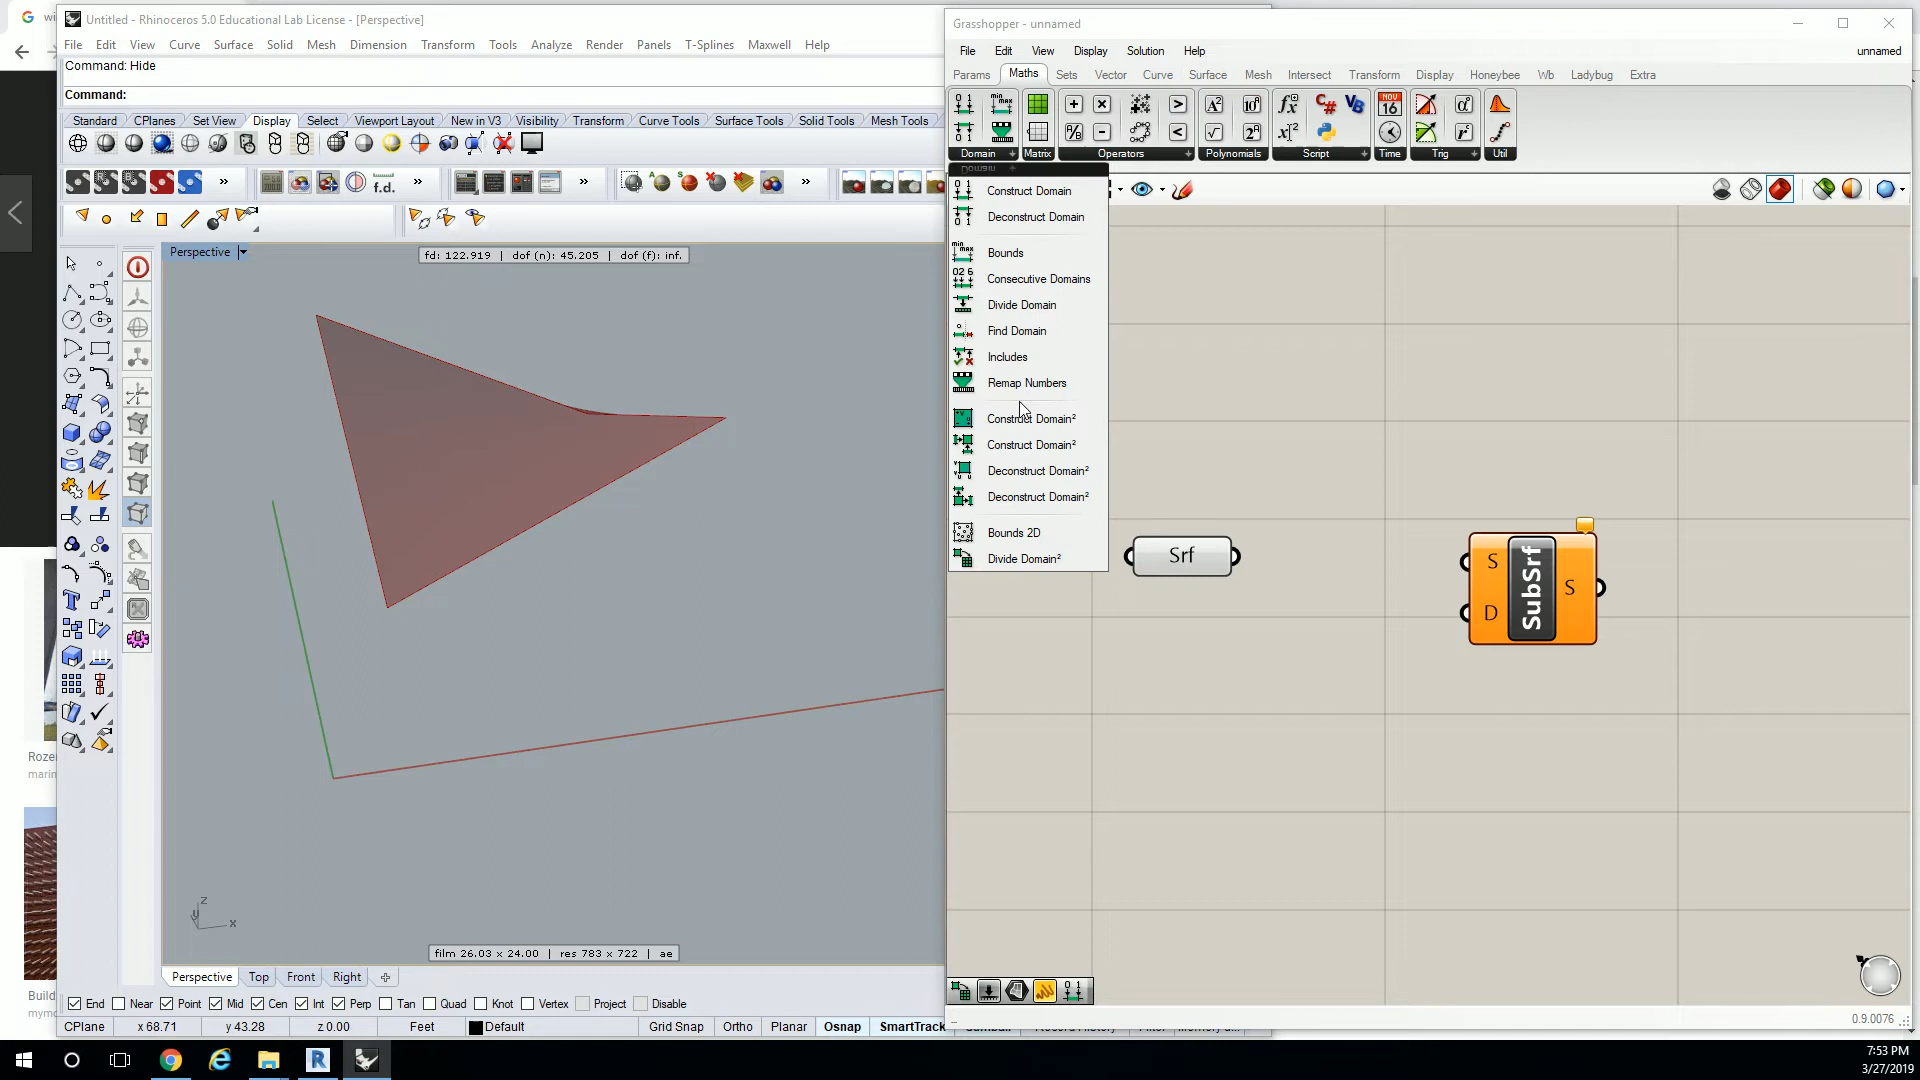 wi
Untitled - Rhinoceros 5.0 Educational Lab License - [Perspective]
File Edit View Curve Surface Solid Mesh Dimension Transform Tools Analyze Render Panels T-Splines Maxwell Help
Command: Hide
Command:
Standard CPlanes Set View Display Select Viewport Layout New in V3 Visibility Transform Curve Tools Surface Tools Solid Tools Mesh Tools
f.d.
Perspective
fd: 122.919 | dof (n): 45.205 | dof (f): inf.
z
y
x
film 26.03 x 24.00 | res 783 x 722 | ae
Perspective Top Front Right
End Near Point Mid Cen Int Perp Tan Quad Knot Vertex Project Disable
CPlane x 68.71 y 43.28 z 0.00 Feet Default Grid Snap Ortho Planar Osnap SmartTrack
Rozer
marin
Build
mymo
Grasshopper - unnamed
File Edit View Display Solution Help unnamed
Params Maths Sets Vector Curve Surface Mesh Intersect Transform Display Honeybee Wb Ladybug Extra
Domain Matrix Operators Polynomials Script Time Trig Util
Construct Domain
Deconstruct Domain
Bounds
Consecutive Domains
Divide Domain
Find Domain
Includes
Remap Numbers
Construct Domain²
Construct Domain²
Deconstruct Domain²
Deconstruct Domain²
Bounds 2D
Divide Domain²
Srf
S
D
SubSrf
S
0.9.0076
7:53 PM
3/27/2019